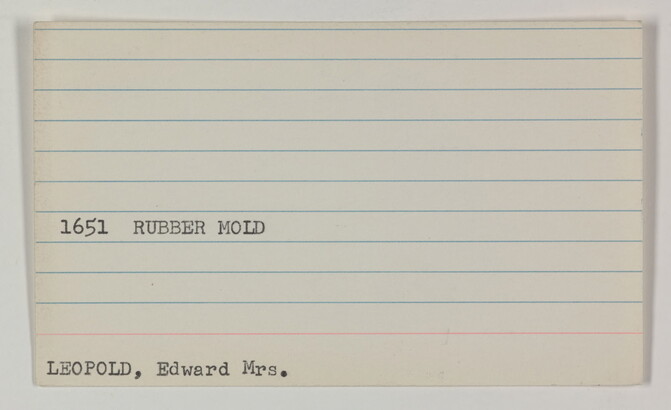 1651 RUBBER MOLD
LEOPOLD, Edward Mrs.